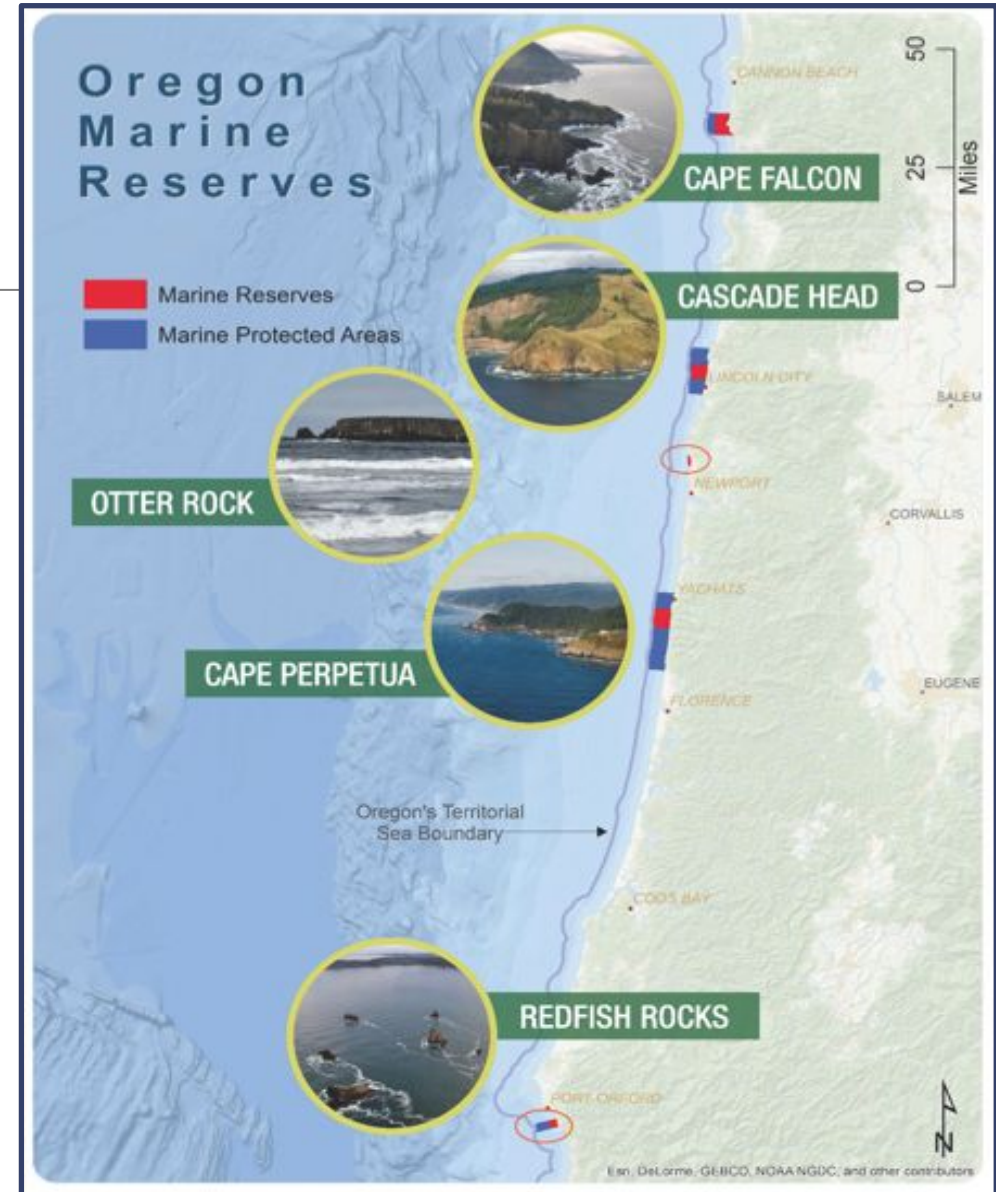 Oregon
Marine
Reserves
Marine Reserves
Marine Protected Areas
CANNON BEACH
CAPE FALCON
CASCADE HEAD
LINCOLN CITY
SALEM
OTTER ROCK
NEWPORT
CORVALLIS
YACHATS
CAPE PERPETUA
EUGENE
FLORENCE
Oregon's Territorial
Sea Boundary
COOS BAY
REDFISH ROCKS
PORT ORFORD
50
25
0
Miles
N
Esri, DeLorme, GEBCO, NOAA NGDC, and other contributors